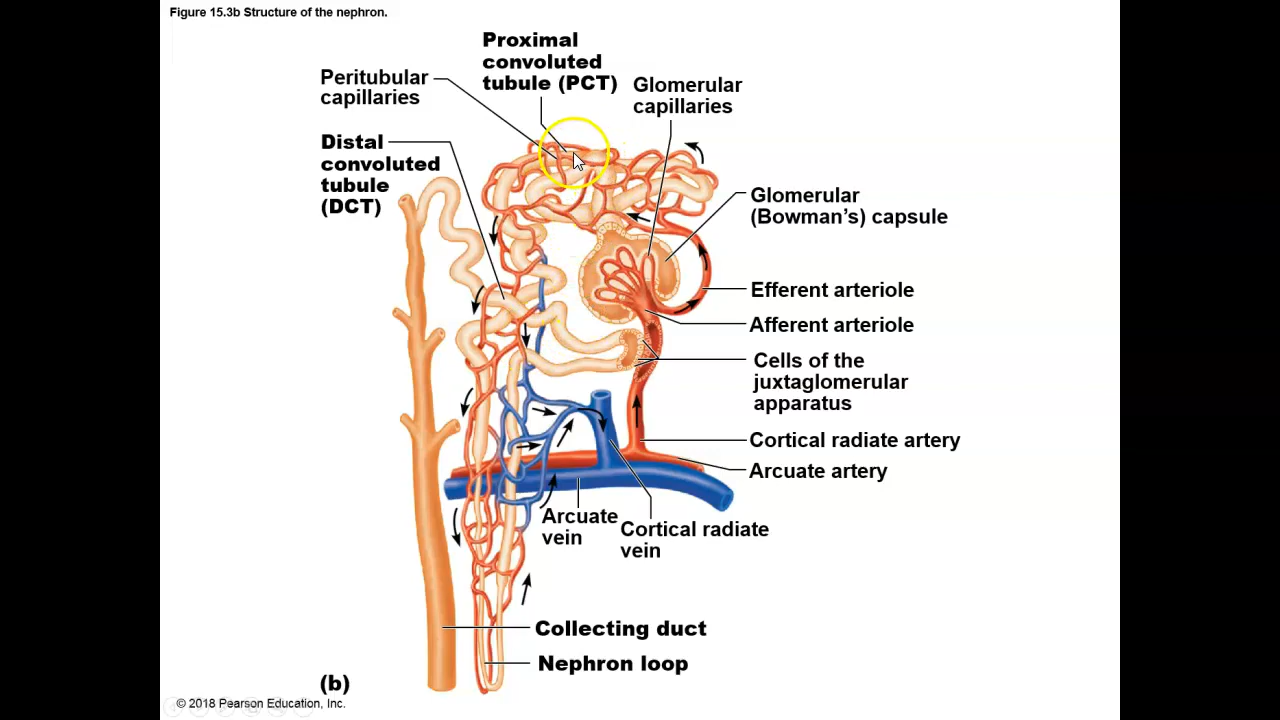 Figure 15.3b Structure of the nephron.
Proximal
convoluted
tubule (PCT)
Peritubular
capillaries
Glomerular
capillaries
Distal
convoluted
tubule
(DCT)
Glomerular
(Bowman's) capsule
Efferent arteriole
Afferent arteriole
Cells of the
juxtaglomerular
apparatus
Cortical radiate artery
Arcuate artery
Arcuate
vein
Cortical radiate
vein
Collecting duct
Nephron loop
(b)
© 2018 Pearson Education, Inc.